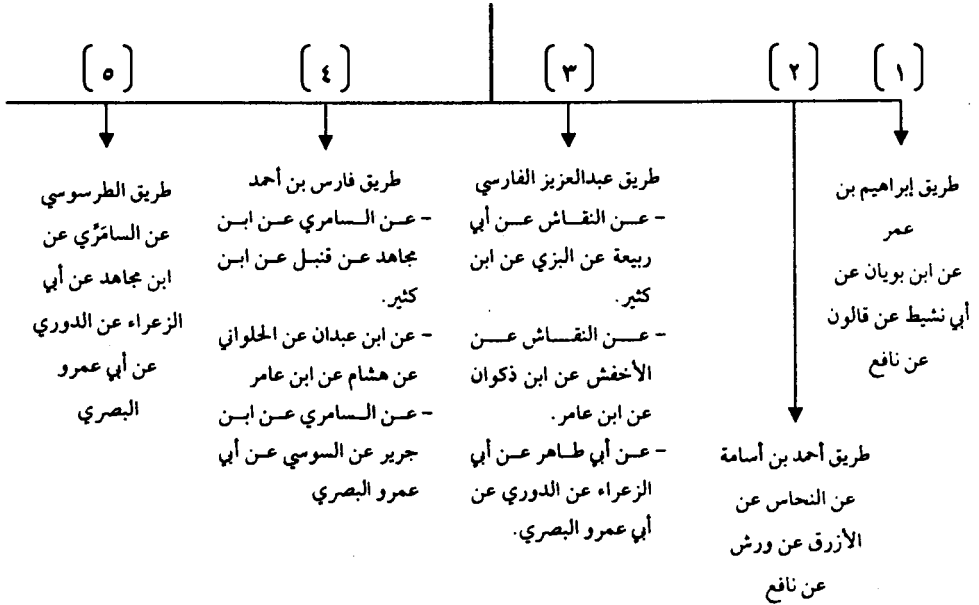 [١]
[٢]
[٣]
[٤]
[٥]
طريق إبراهيم بن
عمر
عن ابن بويان عن
أبي نشيط عن قالون
عن نافع
طريق أحمد بن أسامة
عن النحاس عن
الأزرق عن ورش
عن نافع
طريق عبدالعزيز الفارسي
- عن النقاش عن أبي
ربيعة عن البزي عن ابن
كثير.
- عن النقاش عن
الأخفش عن ابن ذكوان
عن ابن عامر.
- عن أبي طاهر عن أبي
الزعراء عن الدوري عن
أبي عمرو البصري.
طريق فارس بن أحمد
- عن السامري عن ابن
مجاهد عن قنبل عن ابن
كثير.
- عن ابن عبدان عن الحلواني
عن هشام عن ابن عامر
- عن السامري عن ابن
جرير عن السوسي عن أبي
عمرو البصري
طريق الطرسوسي
عن السامَرِّي عن
ابن مجاهد عن أبي
الزعراء عن الدوري
عن أبي عمرو
البصري